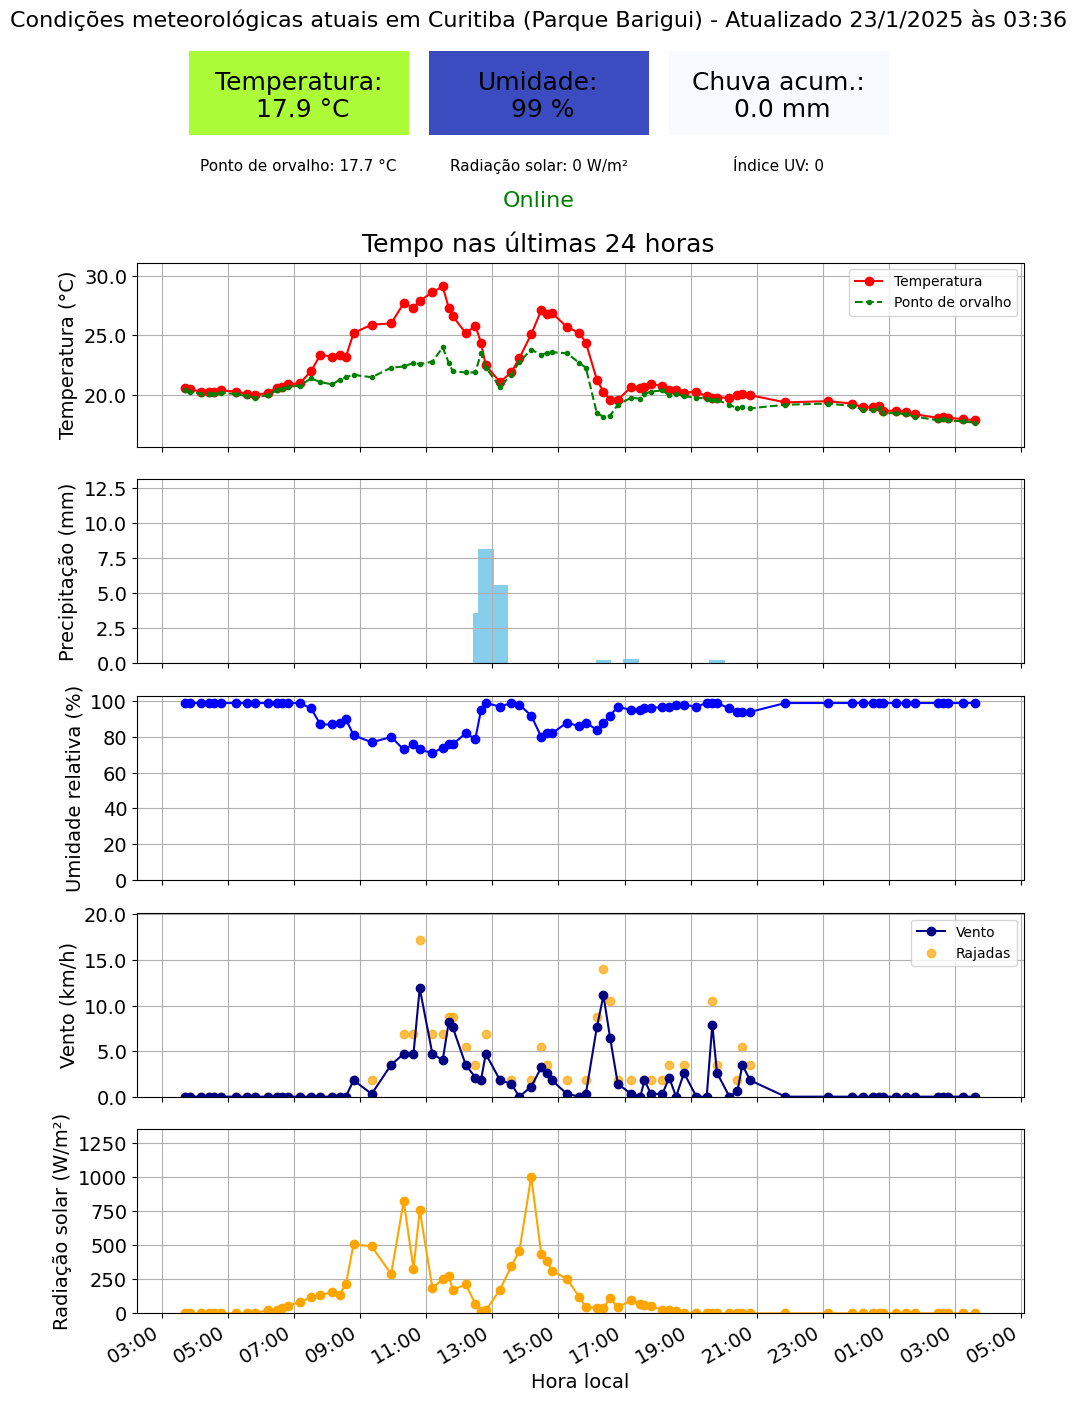 Condições meteorológicas atuais em Curitiba (Parque Barigui) - Atualizado 23/1/2025 às 03:36
Temperatura:
17.9 °C
Umidade:
99 %
Chuva acum.:
0.0 mm
Ponto de orvalho: 17.7 °C
Radiação solar: 0 W/m²
Índice UV: 0
Online
Tempo nas últimas 24 horas
Temperatura (°C)
30.0
25.0
20.0
Temperatura
Ponto de orvalho
Precipitação (mm)
12.5
10.0
7.5
5.0
2.5
0.0
Umidade relativa (%)
100
80
60
40
20
0
Vento (km/h)
20.0
15.0
10.0
5.0
0.0
Vento
Rajadas
Radiação solar (W/m²)
1250
1000
750
500
250
0
03:00 05:00 07:00 09:00 11:00 13:00 15:00 17:00 19:00 21:00 23:00 01:00 03:00 05:00
Hora local